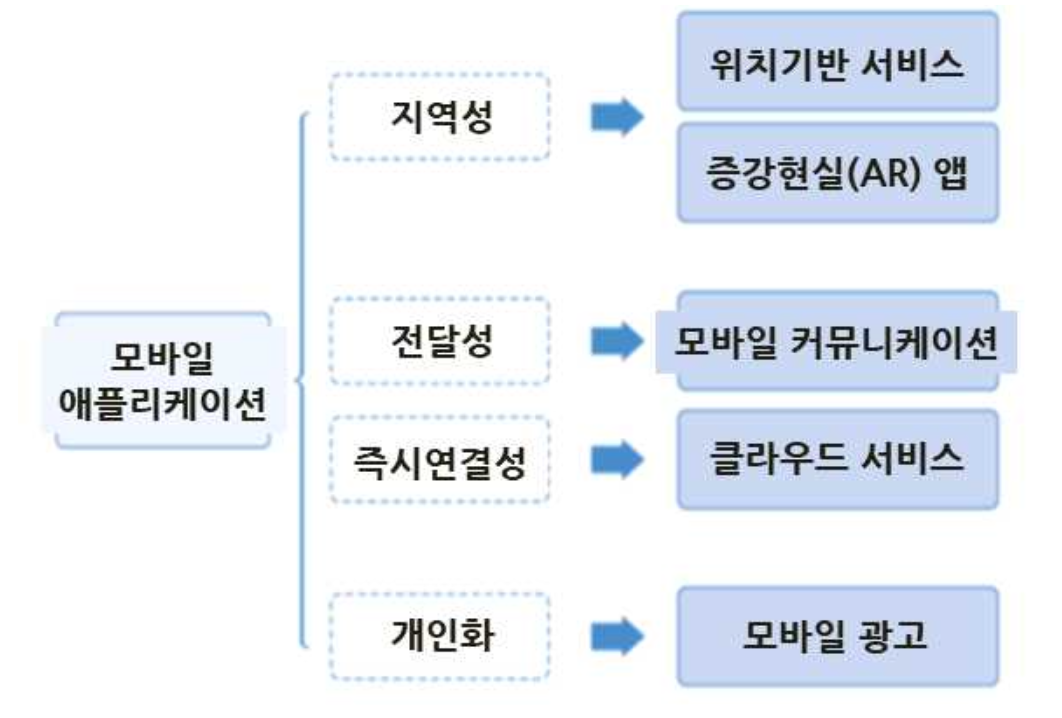 모바일
애플리케이션
지역성
위치기반 서비스
증강현실(AR) 앱
전달성
모바일 커뮤니케이션
즉시연결성
클라우드 서비스
개인화
모바일 광고